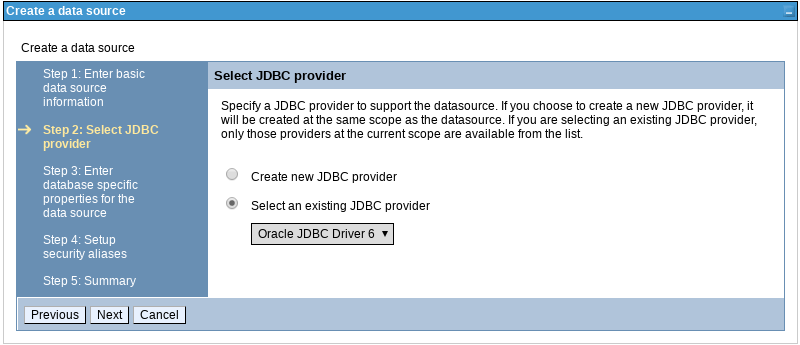 Create a data source
Create a data source
Step 1: Enter basic
data source
information
Step 2: Select JDBC
provider
Step 3: Enter
database specific
properties for the
data source
Step 4: Setup
security aliases
Step 5: Summary
Select JDBC provider
Specify a JDBC provider to support the datasource. If you choose to create a new JDBC provider, it
will be created at the same scope as the datasource. If you are selecting an existing JDBC provider,
only those providers at the current scope are available from the list.
Create new JDBC provider
Select an existing JDBC provider
Oracle JDBC Driver 6
Previous Next Cancel